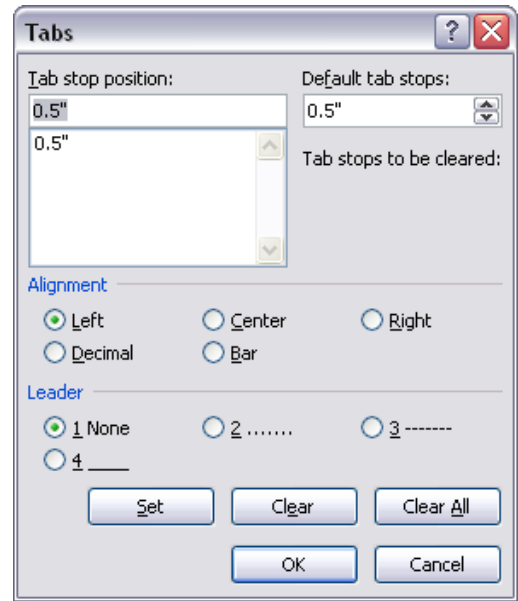 Tabs
Tab stop position: Default tab stops:
0.5" 0.5"
0.5"
Tab stops to be cleared:
Alignment
Left Center Right
Decimal Bar
Leader
1 None 2 ....... 3 -------
4 ____
Set Clear Clear All
OK Cancel